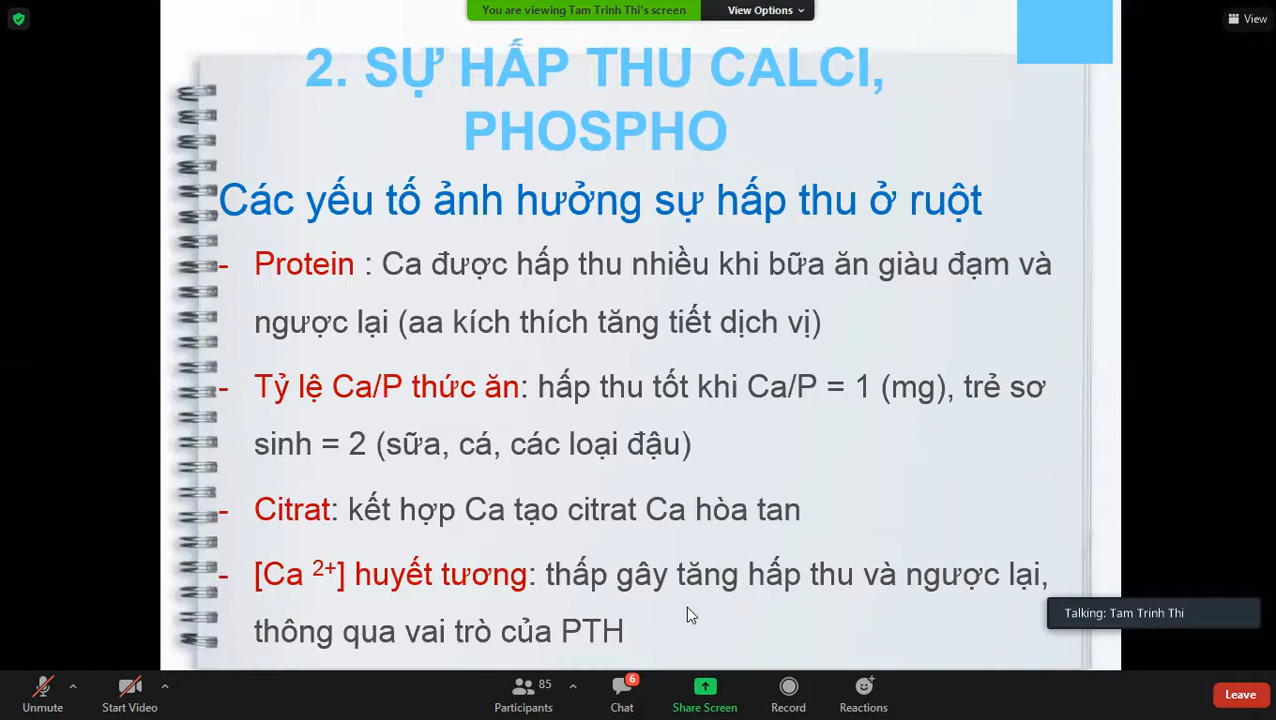 You are viewing Tam Trinh Thi's screen
View Options
View
2. SỰ HẤP THU CALCI,
PHOSPHO
Các yếu tố ảnh hưởng sự hấp thu ở ruột
- Protein : Ca được hấp thu nhiều khi bữa ăn giàu đạm và
ngược lại (aa kích thích tăng tiết dịch vị)
- Tỷ lệ Ca/P thức ăn: hấp thu tốt khi Ca/P = 1 (mg), trẻ sơ
sinh = 2 (sữa, cá, các loại đậu)
- Citrat: kết hợp Ca tạo citrat Ca hòa tan
- [Ca 2+] huyết tương: thấp gây tăng hấp thu và ngược lại,
thông qua vai trò của PTH
Talking: Tam Trinh Thi
Unmute
Start Video
85
Participants
6
Chat
Share Screen
Record
Reactions
Leave